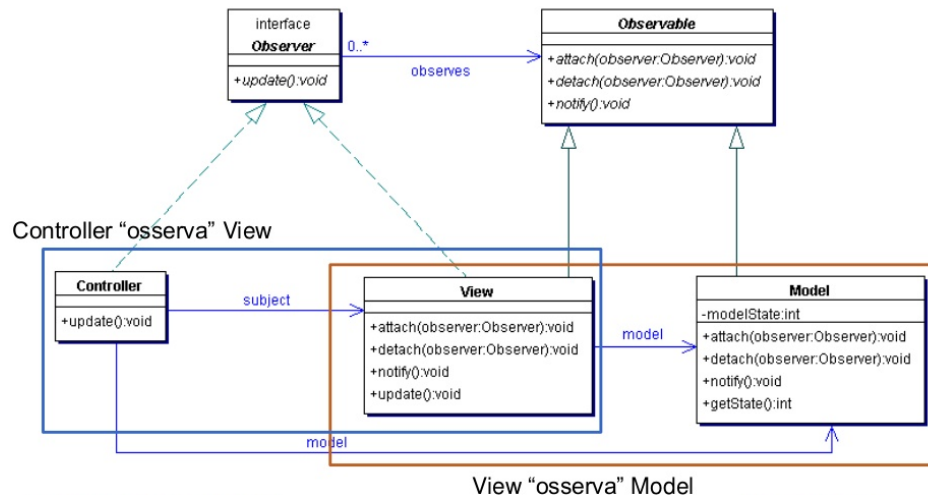 interface
Observer
+update():void
0..*
observes
Observable
+attach(observer:Observer):void
+detach(observer:Observer):void
+notify():void
Controller “osserva” View
Controller
+update():void
subject
View
+attach(observer:Observer):void
+detach(observer:Observer):void
+notify():void
+update():void
model
Model
-modelState:int
+attach(observer:Observer):void
+detach(observer:Observer):void
+notify():void
+getState():int
model
View “osserva” Model